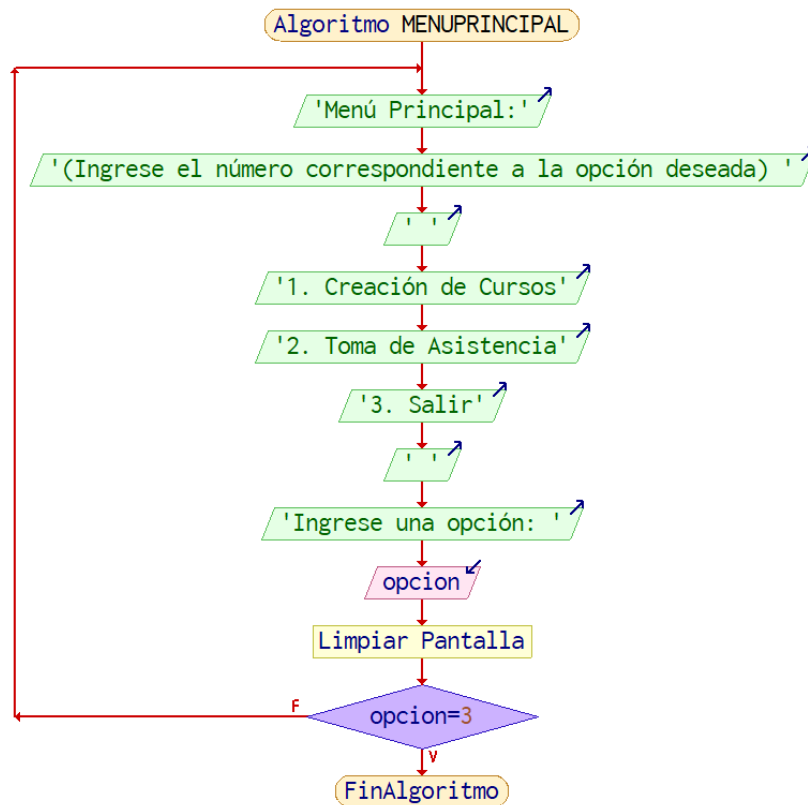 Algoritmo MENUPRINCIPAL
'Menú Principal:'
'(Ingrese el número correspondiente a la opción deseada) '
' '
'1. Creación de Cursos'
'2. Toma de Asistencia'
'3. Salir'
' '
'Ingrese una opción: '
opcion
Limpiar Pantalla
F
opcion=3
V
FinAlgoritmo